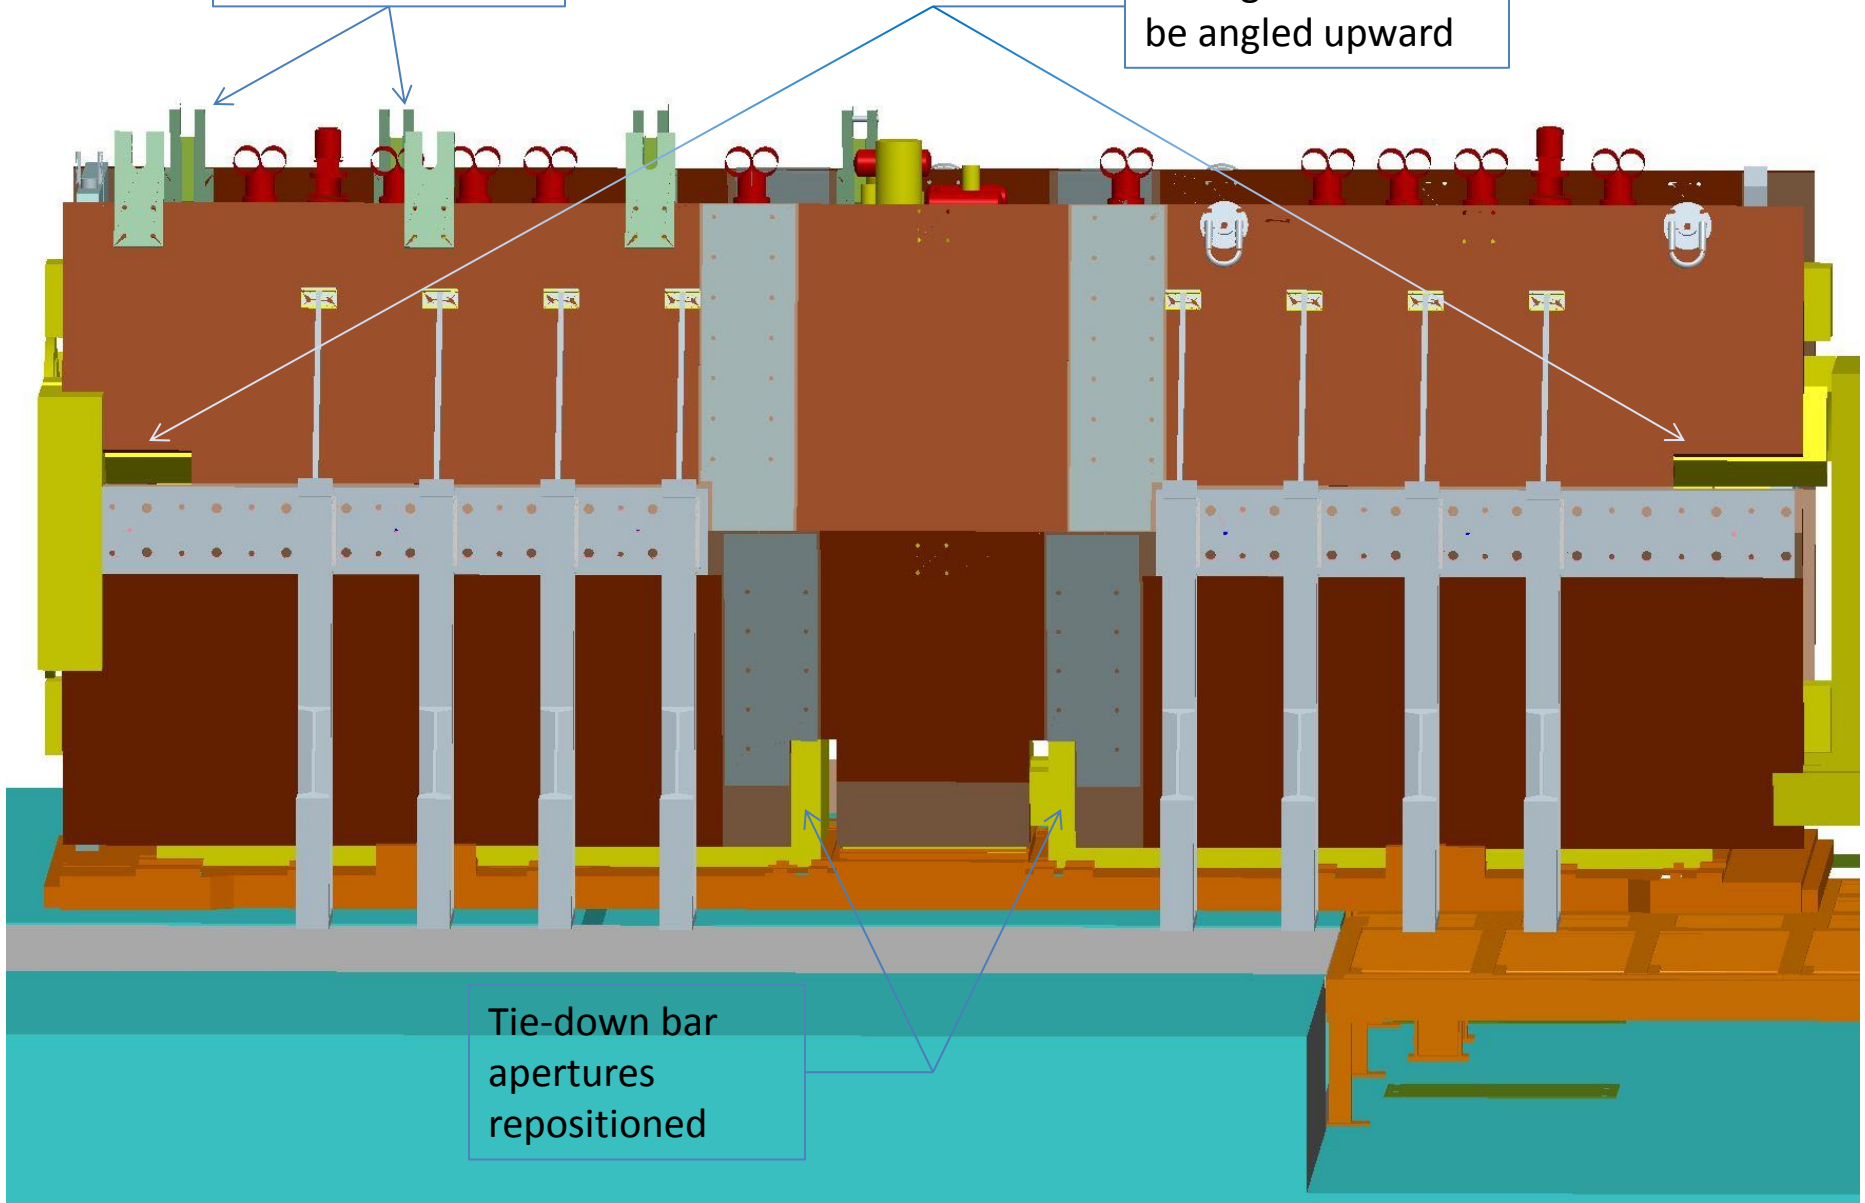 be angled upward
Tie-down bar
apertures
repositioned